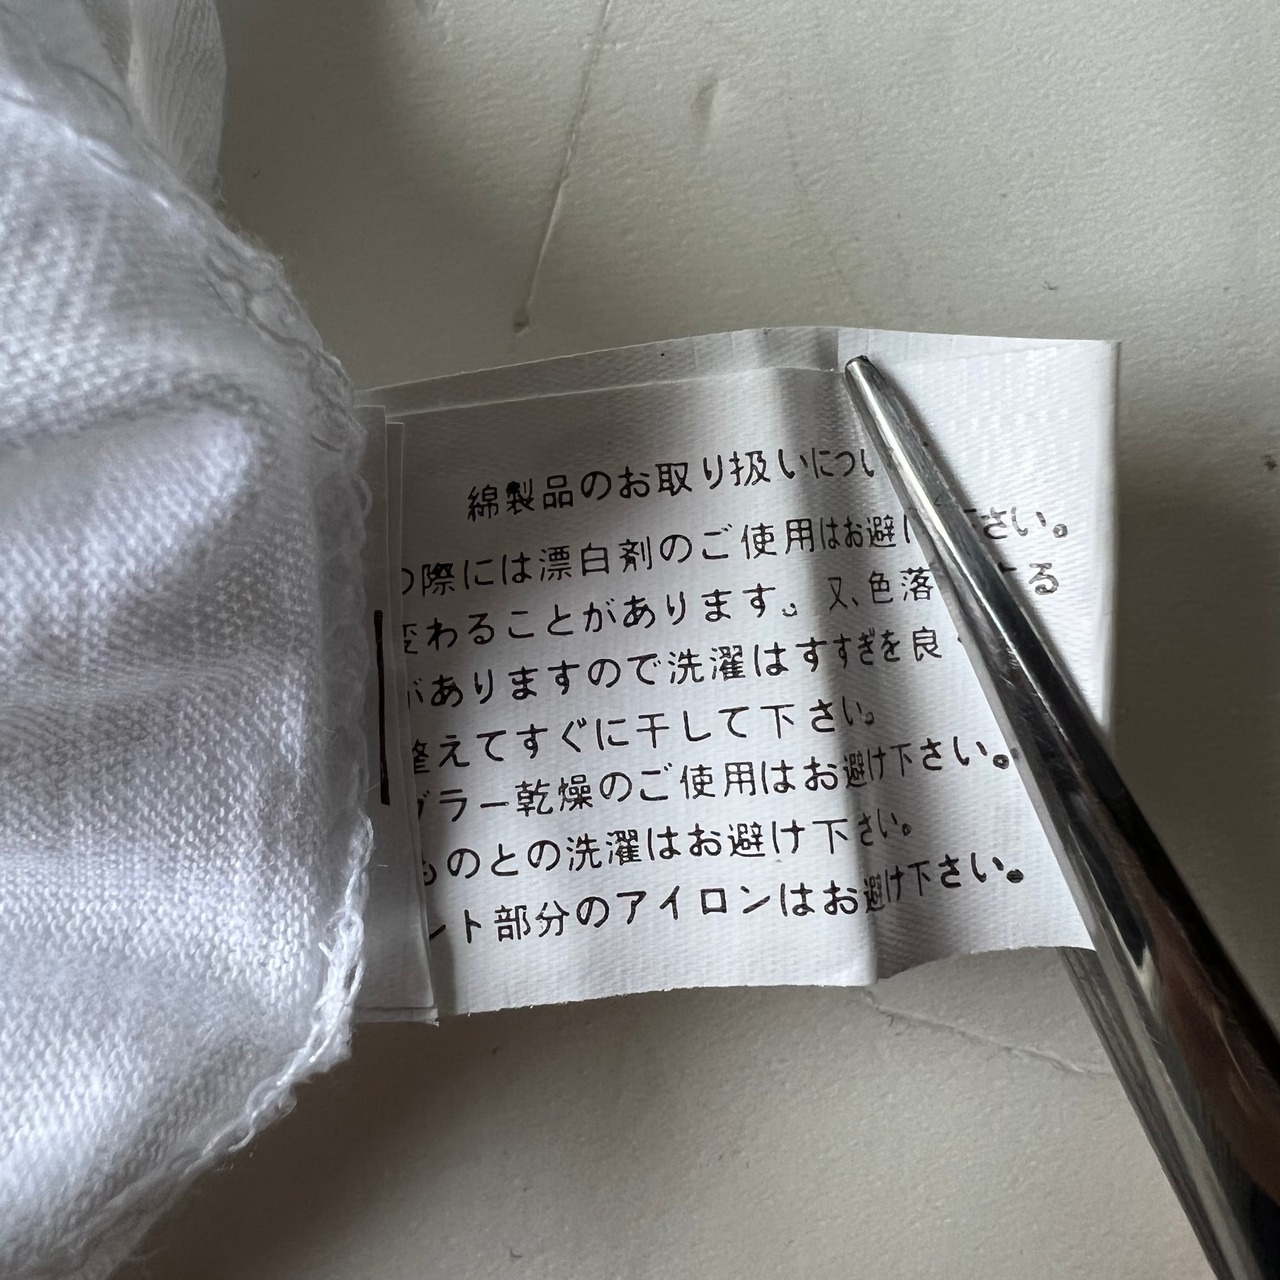 綿製品のお取り扱いについ
の際には漂白剤のご使用はお避け下さい。
変わることがあります。又、色落 する
がありますので洗濯はすすぎを良
整えてすぐに干して下さい。
ブラー乾燥のご使用はお避け下さい。
ものとの洗濯はお避け下さい。
ント部分のアイロンはお避け下さい。